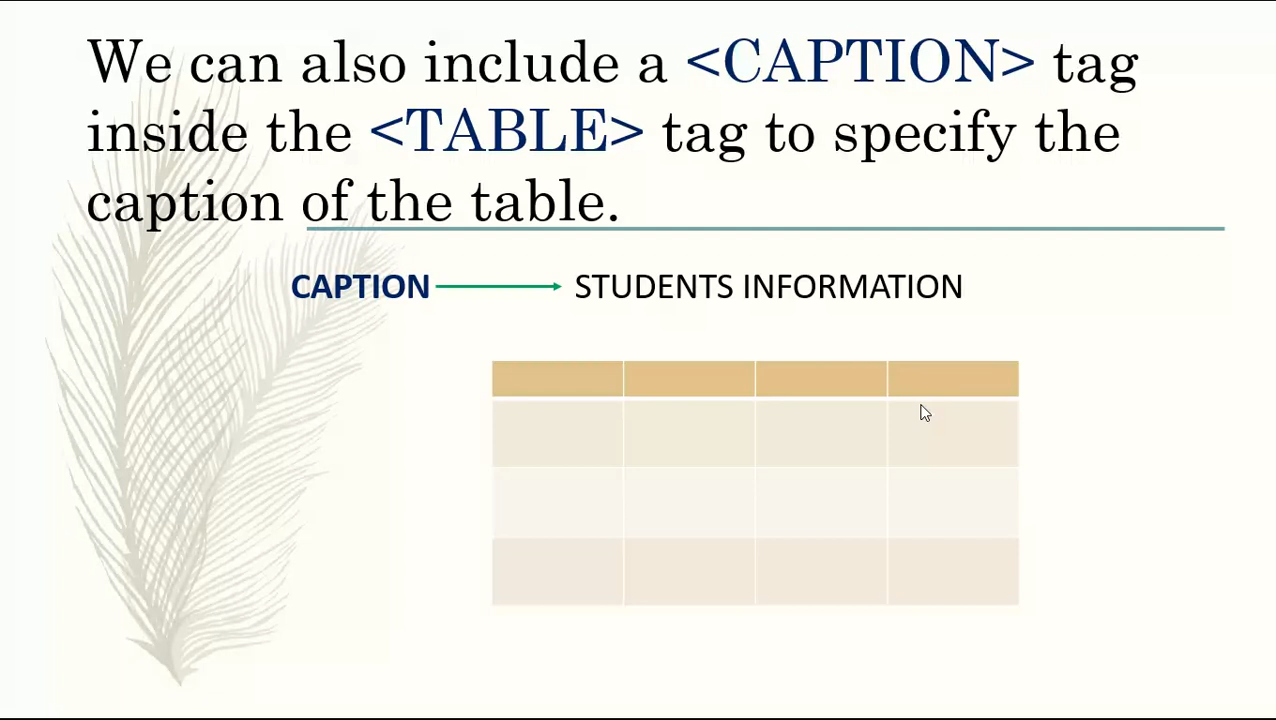 We can also include a <CAPTION> tag
inside the <TABLE> tag to specify the
caption of the table.
CAPTION STUDENTS INFORMATION